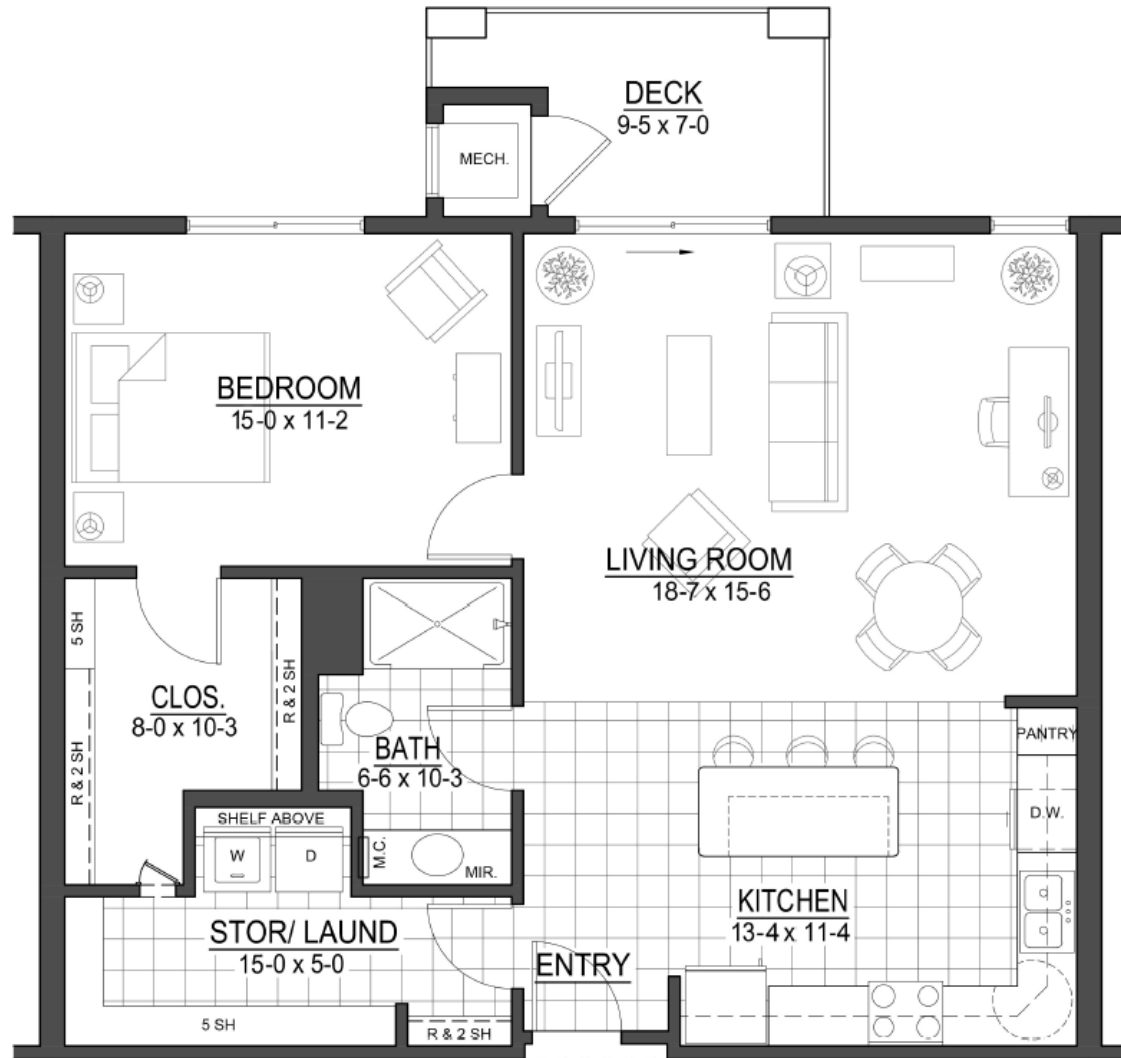 DECK
9-5 x 7-0
MECH.
BEDROOM
15-0 x 11-2
LIVING ROOM
18-7 x 15-6
5 SH
R & 2 SH
CLOS.
8-0 x 10-3
R & 2 SH
BATH
6-6 x 10-3
PANTRY
D.W.
SHELF ABOVE
W
D
M.C.
MIR.
KITCHEN
13-4 x 11-4
STOR/ LAUND
15-0 x 5-0
ENTRY
5 SH
R & 2 SH